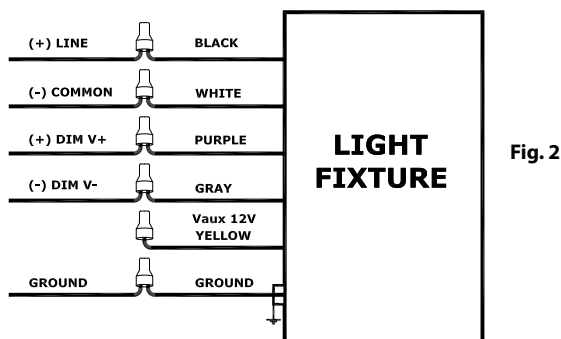 (+) LINE BLACK
(-) COMMON WHITE
(+) DIM V+ PURPLE
(-) DIM V- GRAY
Vaux 12V
YELLOW
GROUND GROUND
LIGHT
FIXTURE
Fig. 2